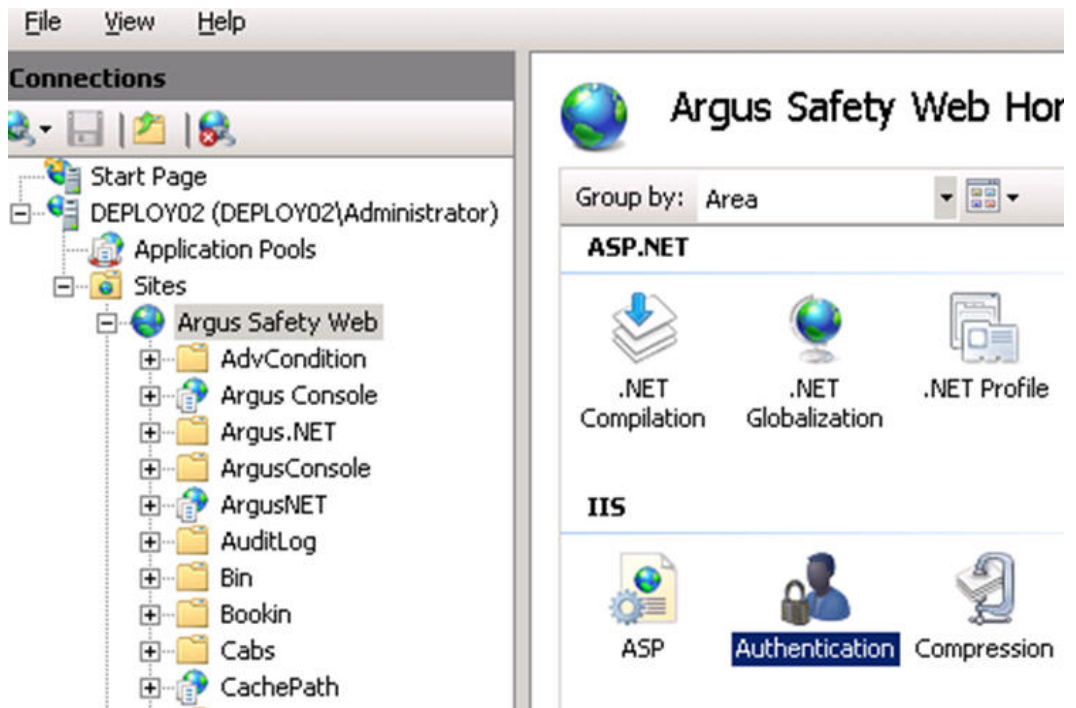 File View Help
Connections
Start Page
DEPLOY02 (DEPLOY02\Administrator)
Application Pools
Sites
Argus Safety Web
AdvCondition
Argus Console
Argus.NET
ArgusConsole
ArgusNET
AuditLog
Bin
Bookin
Cabs
CachePath
Argus Safety Web Hor
Group by: Area
ASP.NET
.NET Compilation
.NET Globalization
.NET Profile
IIS
ASP
Authentication
Compression